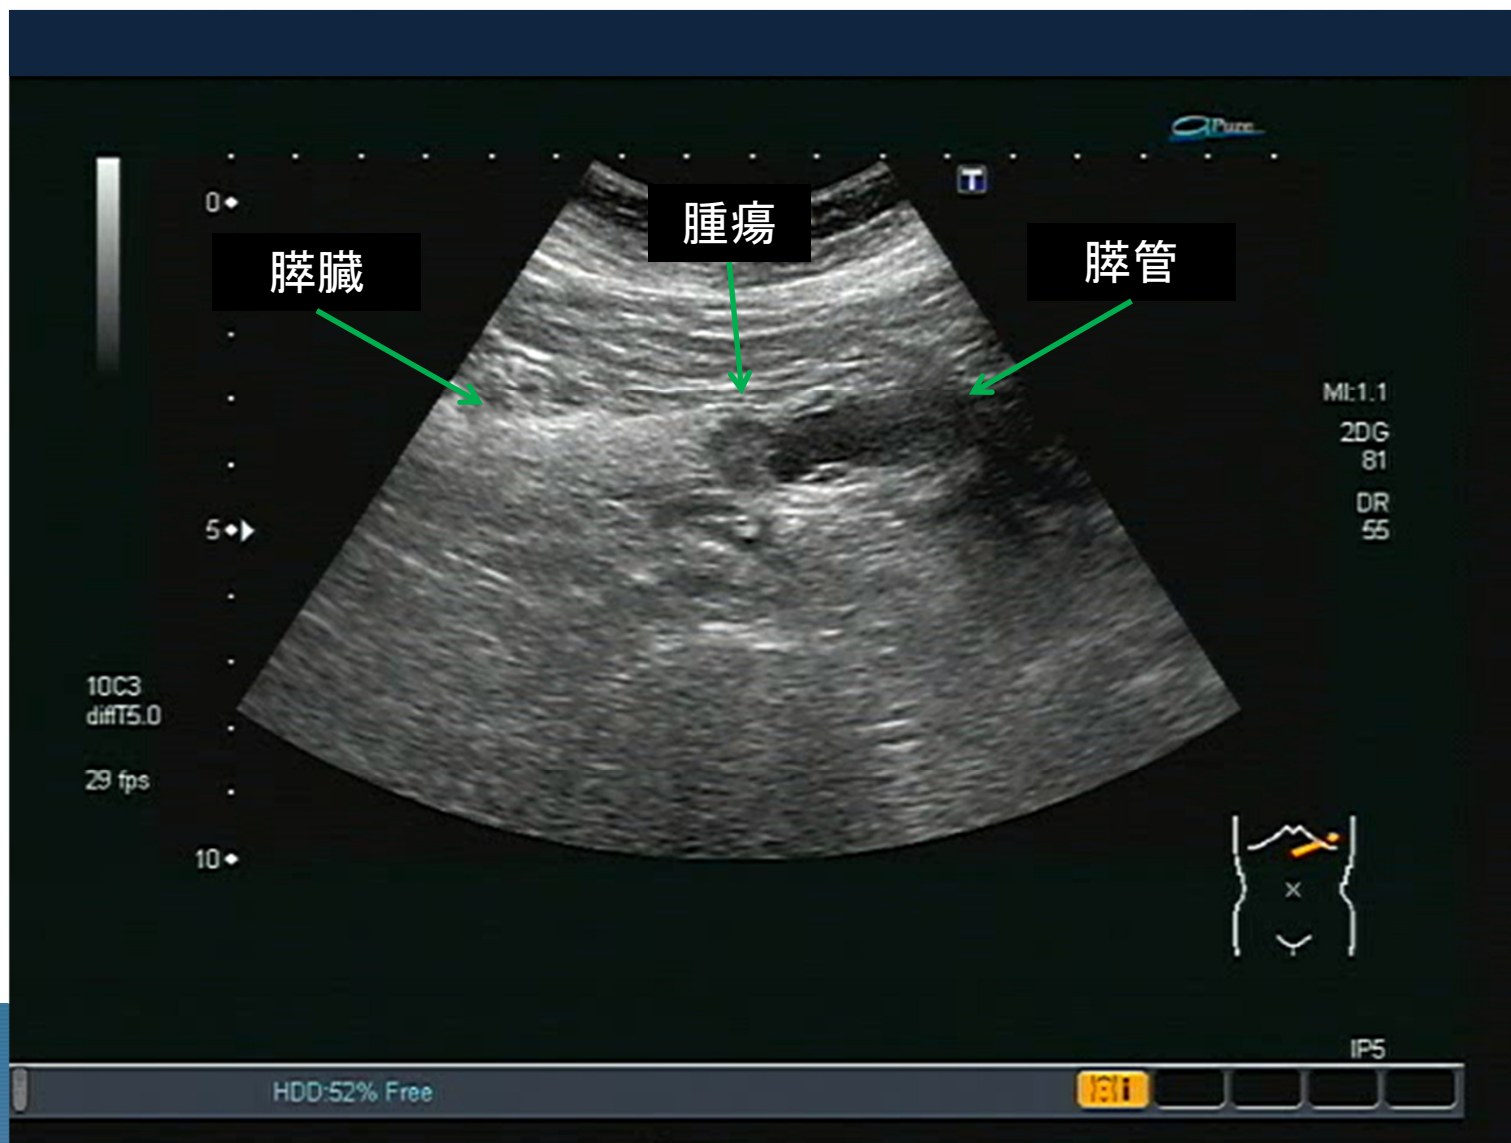 Pure
T
0
腫瘍
膵臓
膵管
MI:1.1
2DG
81
DR
55
5
10C3
diffT5.0
29 fps
10
IP5
HDD:52% Free
i